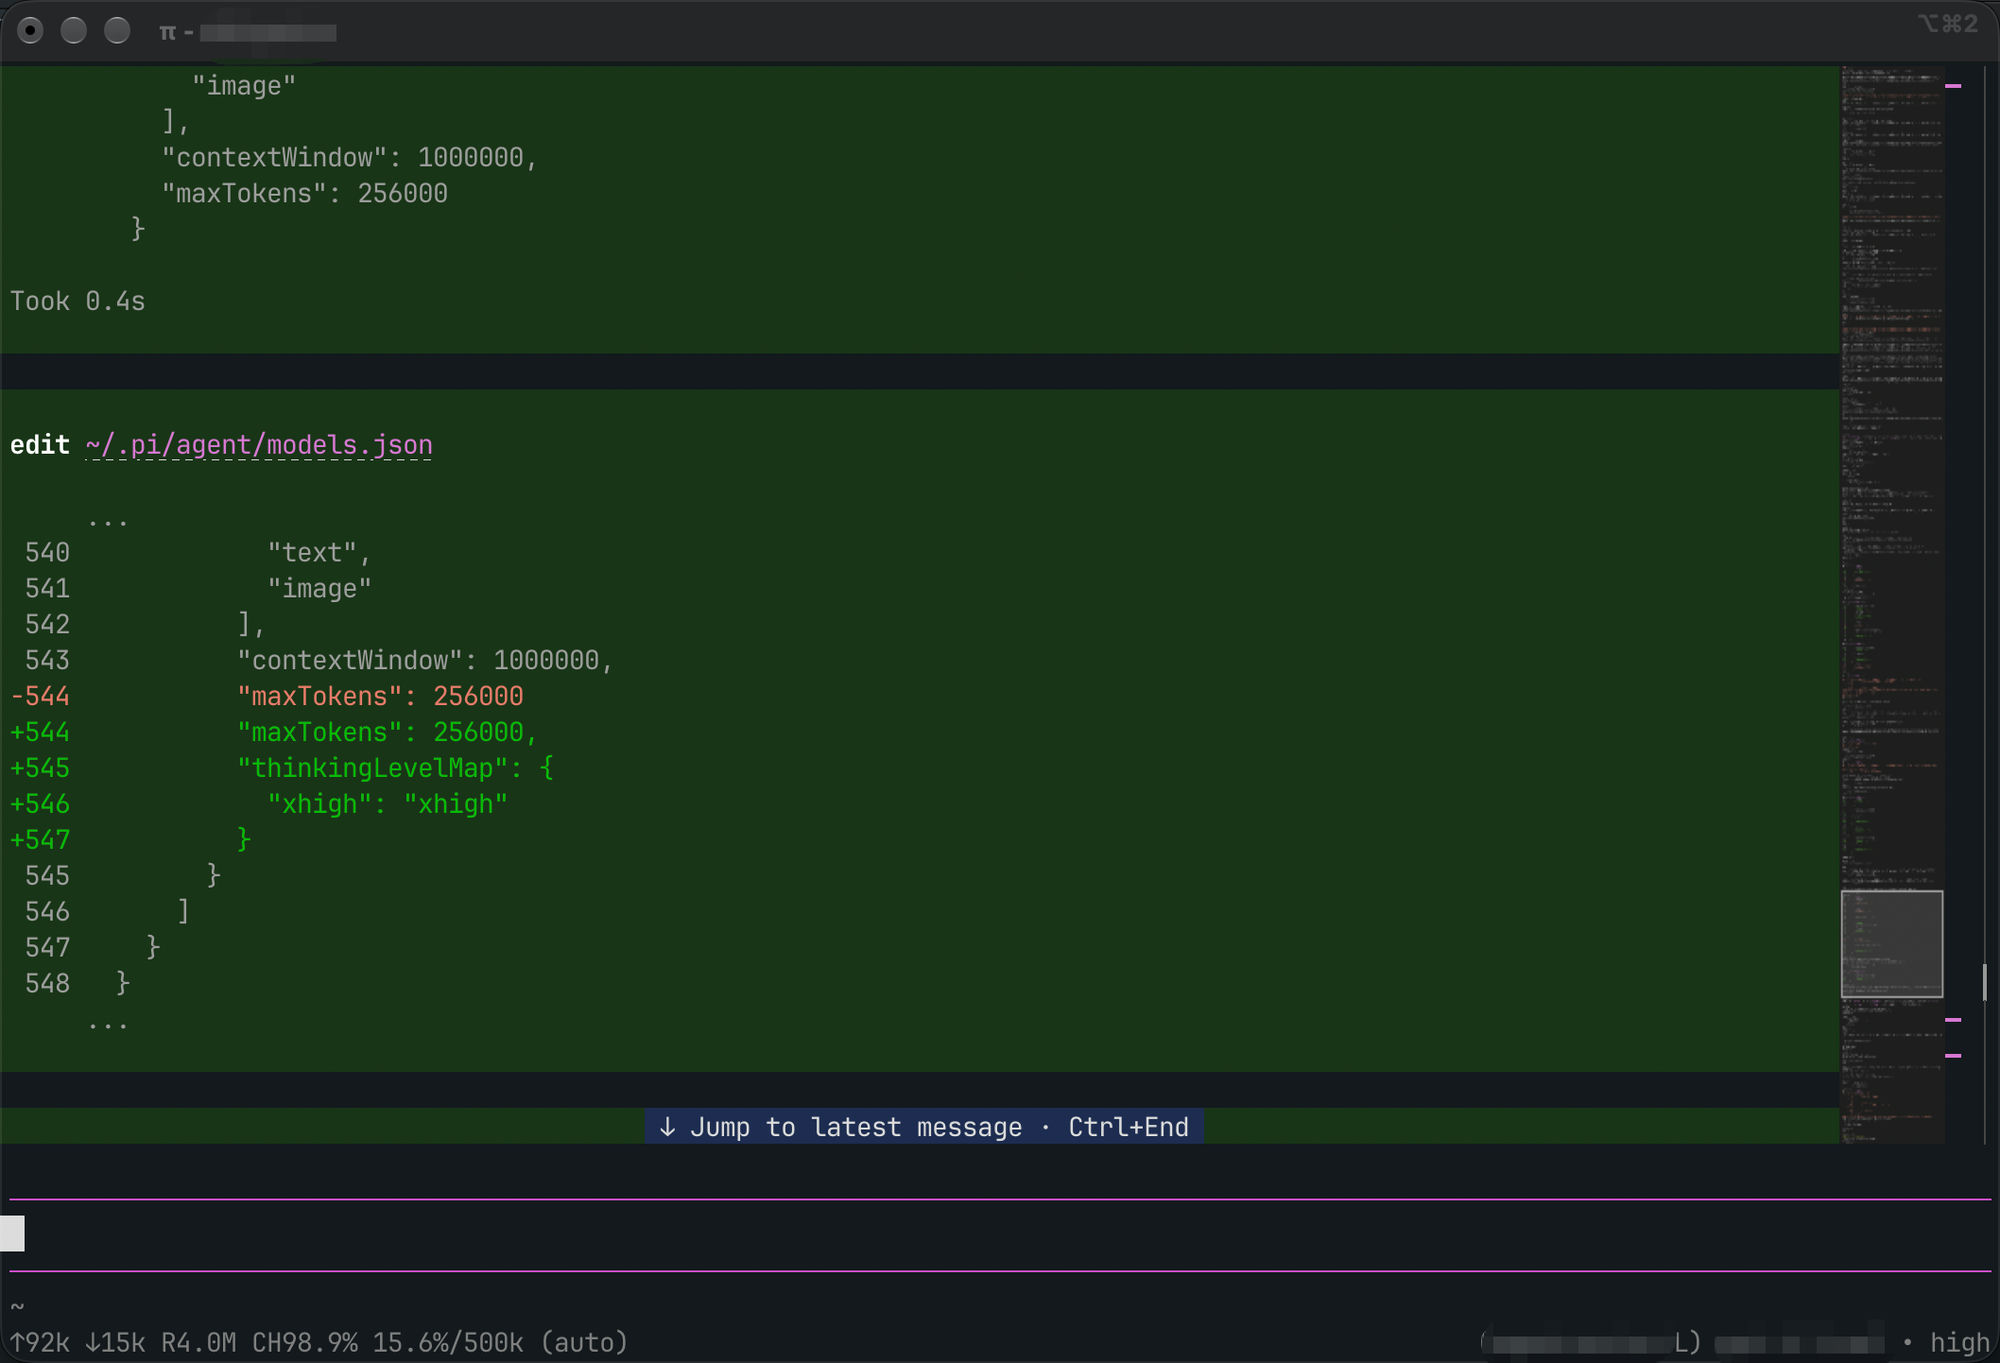 π -
⌥⌘2
"image"
],
"contextWindow": 1000000,
"maxTokens": 256000
}
Took 0.4s
edit ~/.pi/agent/models.json
...
540 "text",
541 "image"
542 ],
543 "contextWindow": 1000000,
-544 "maxTokens": 256000
+544 "maxTokens": 256000,
+545 "thinkingLevelMap": {
+546 "xhigh": "xhigh"
+547 }
545 }
546 ]
547 }
548 }
...
↓ Jump to latest message · Ctrl+End
~
↑92k ↓15k R4.0M CH98.9% 15.6%/500k (auto)
( L) • high